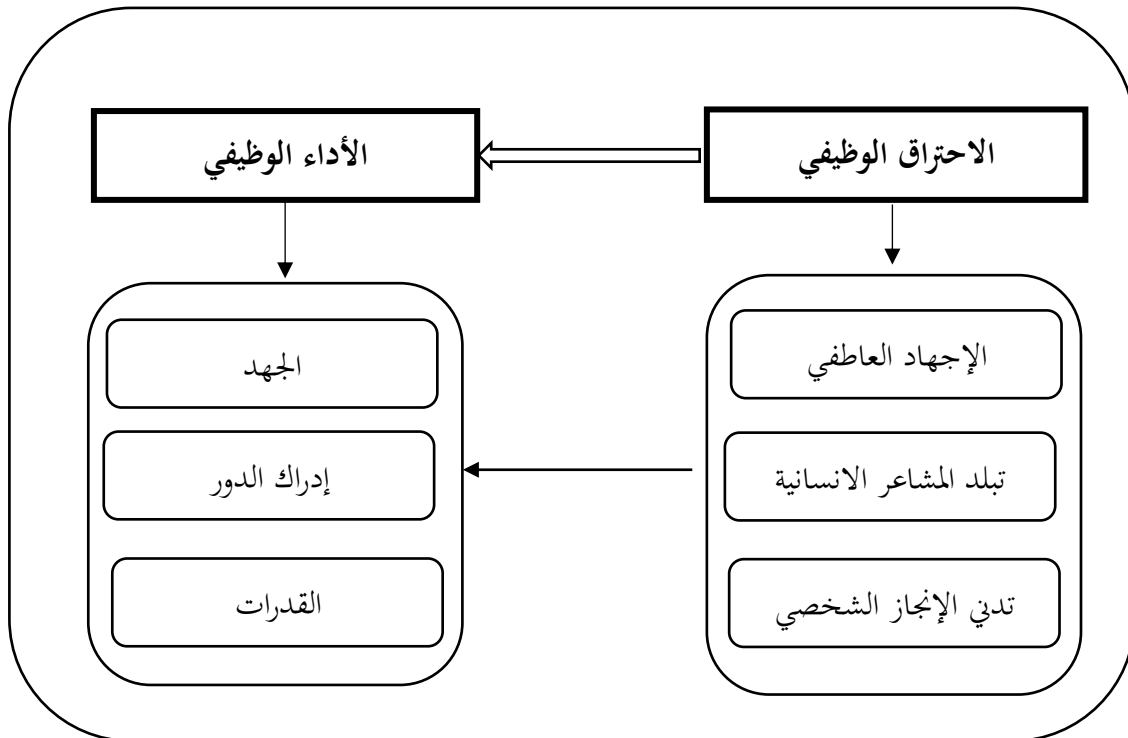 الاحتراق الوظيفي
الأداء الوظيفي
الإجهاد العاطفي
تبلد المشاعر الانسانية
تدني الإنجاز الشخصي
الجهد
إدراك الدور
القدرات